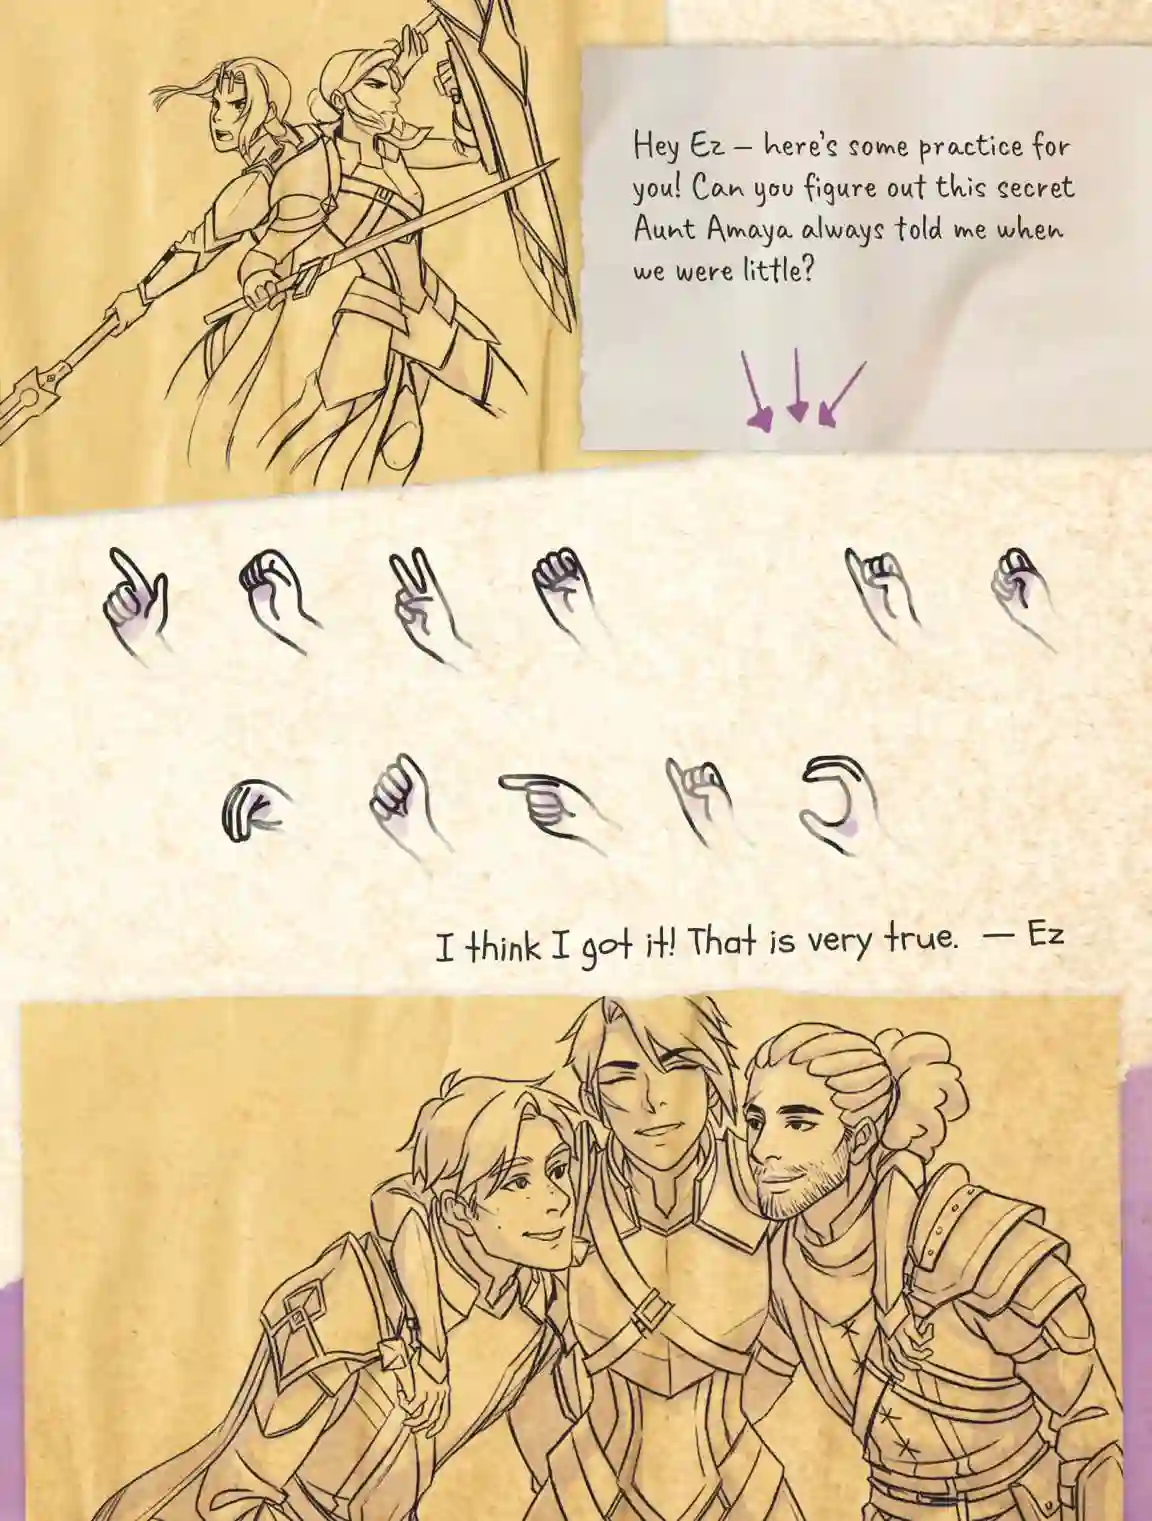 Hey Ez – here's some practice for
you! Can you figure out this secret
Aunt Amaya always told me when
we were little?
I think I got it! That is very true. — Ez